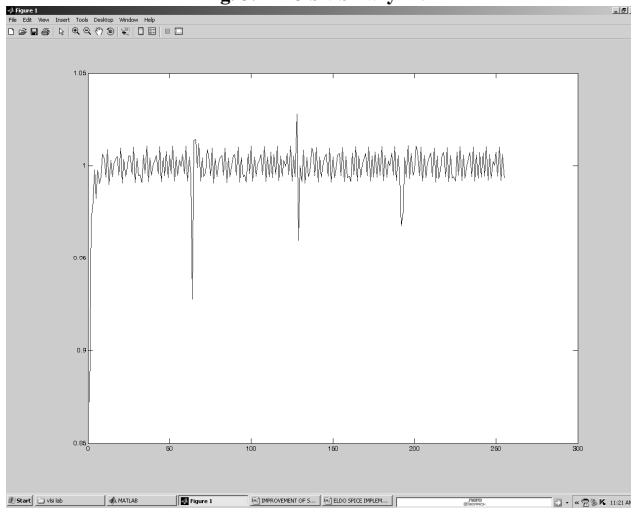 Figure 1
File Edit View Insert Tools Desktop Window Help
1.05
1
0.95
0.9
0.85
0 50 100 150 200 250 300
Start vlsi lab MATLAB Figure 1 IMPROVEMENT OF S... ELDO SPICE IMPLEM... 11:21 AM